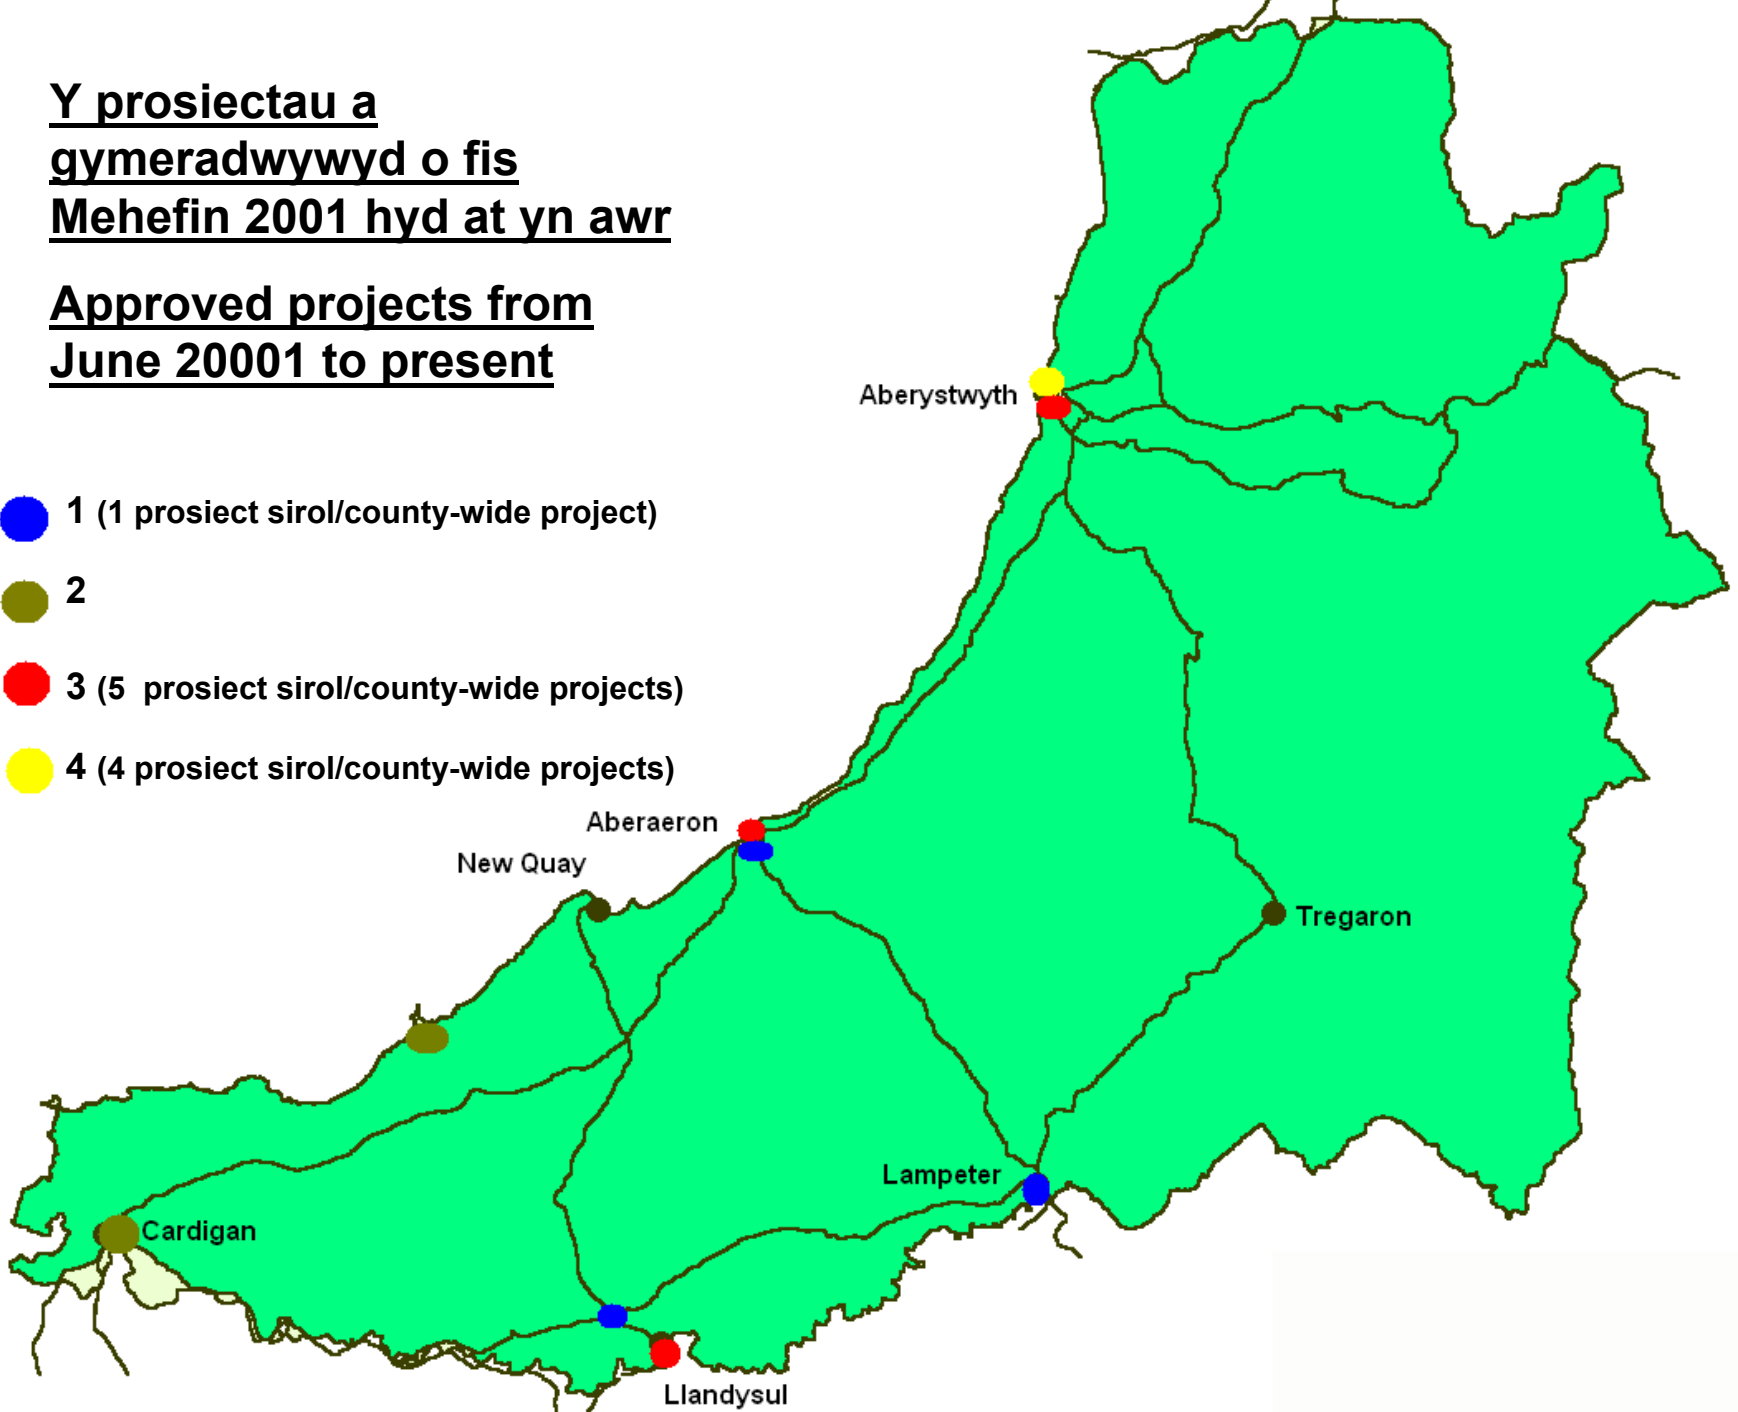 Y prosiectau a
gymeradwywyd o fis
Mehefin 2001 hyd at yn awr
Approved projects from
June 20001 to present
Aberystwyth
1 (1 prosiect sirol/county-wide project)
2
3 (5 prosiect sirol/county-wide projects)
4 (4 prosiect sirol/county-wide projects)
Aberaeron
New Quay
Tregaron
Lampeter
Cardigan
Llandysul